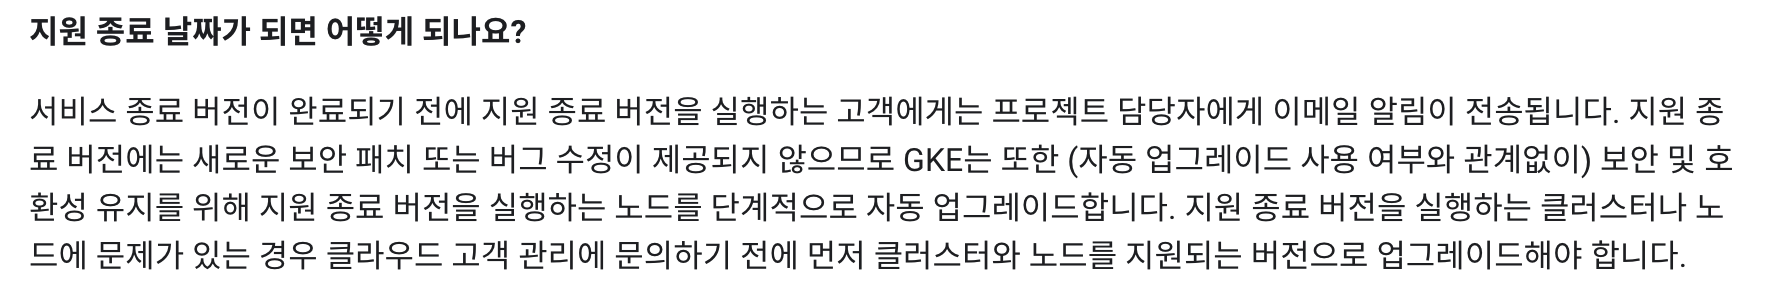 지원 종료 날짜가 되면 어떻게 되나요?
서비스 종료 버전이 완료되기 전에 지원 종료 버전을 실행하는 고객에게는 프로젝트 담당자에게 이메일 알림이 전송됩니다. 지원 종
료 버전에는 새로운 보안 패치 또는 버그 수정이 제공되지 않으므로 GKE는 또한 (자동 업그레이드 사용 여부와 관계없이) 보안 및 호
환성 유지를 위해 지원 종료 버전을 실행하는 노드를 단계적으로 자동 업그레이드합니다. 지원 종료 버전을 실행하는 클러스터나 노
드에 문제가 있는 경우 클라우드 고객 관리에 문의하기 전에 먼저 클러스터와 노드를 지원되는 버전으로 업그레이드해야 합니다.